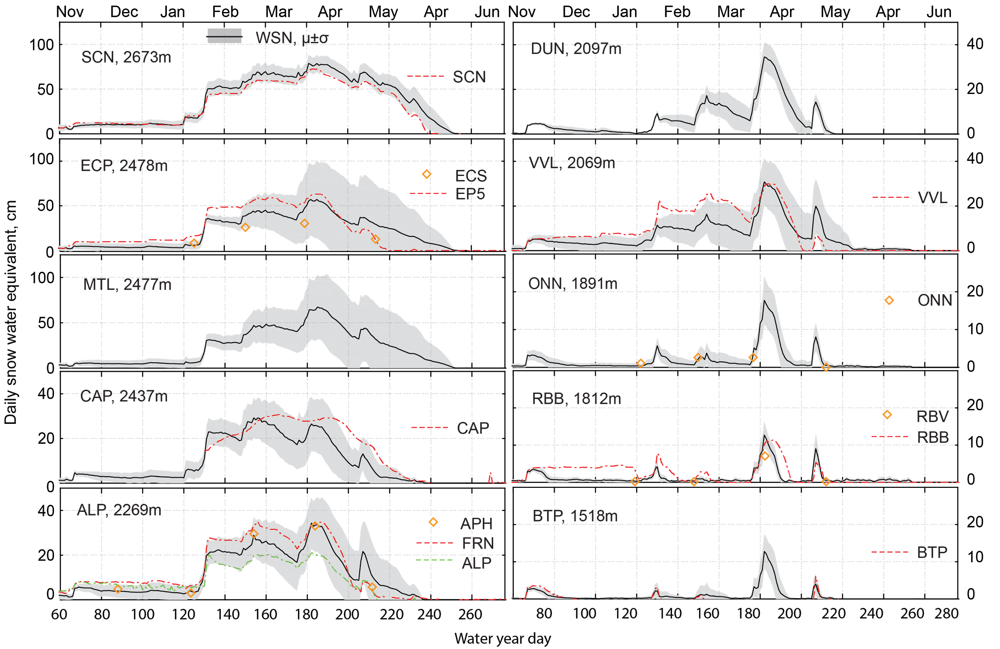 Nov Dec Jan Feb Mar Apr May Apr Jun Nov Dec Jan Feb Mar Apr May Apr Jun
Daily snow water equivalent, cm
WSN, μ±σ
100
50
0
SCN, 2673m
SCN
DUN, 2097m
40
20
0
100
50
0
ECP, 2478m
ECS
EP5
VVL, 2069m
VVL
40
20
0
100
50
0
MTL, 2477m
ONN, 1891m
ONN
20
10
0
40
20
0
CAP, 2437m
CAP
RBB, 1812m
RBV
RBB
20
10
0
0
40
20
0
ALP, 2269m
APH
FRN
ALP
BTP, 1518m
BTP
20
10
0
60 80 100 120 140 160 180 200 220 240 260 80 100 120 140 160 180 200 220 240 260 280
Water year day